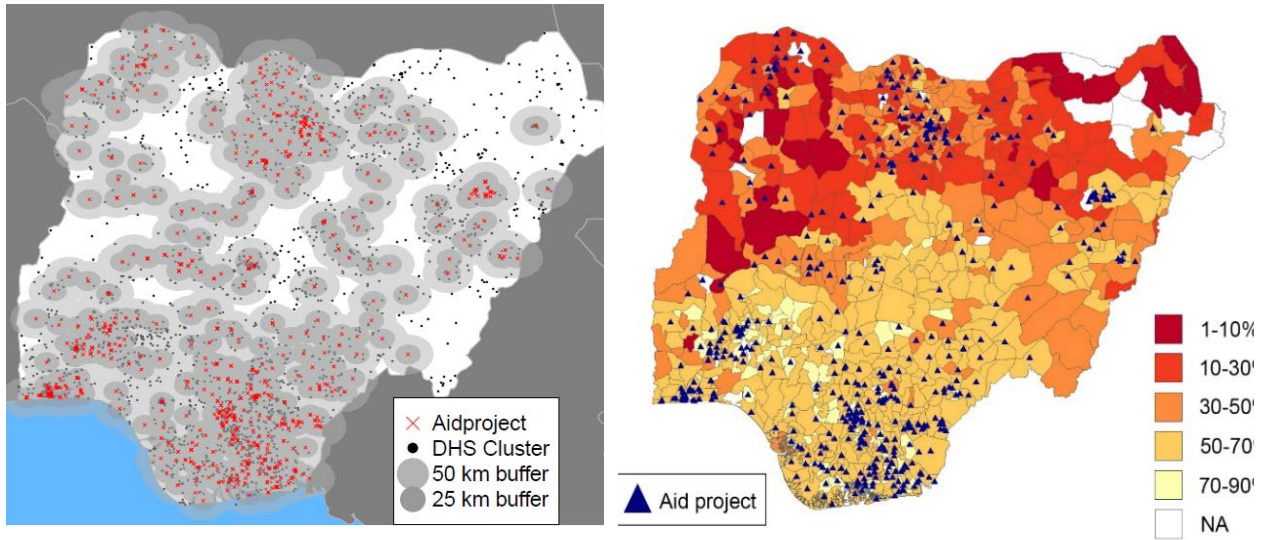 Aidproject
DHS Cluster
50 km buffer
25 km buffer
Aid project
1-10%
10-30%
30-50%
50-70%
70-90%
NA